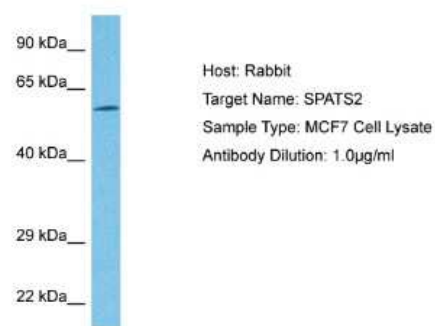 90 kDa
65 kDa
40 kDa
29 kDa
22 kDa
Host: Rabbit
Target Name: SPATS2
Sample Type: MCF7 Cell Lysate
Antibody Dilution: 1.0µg/ml